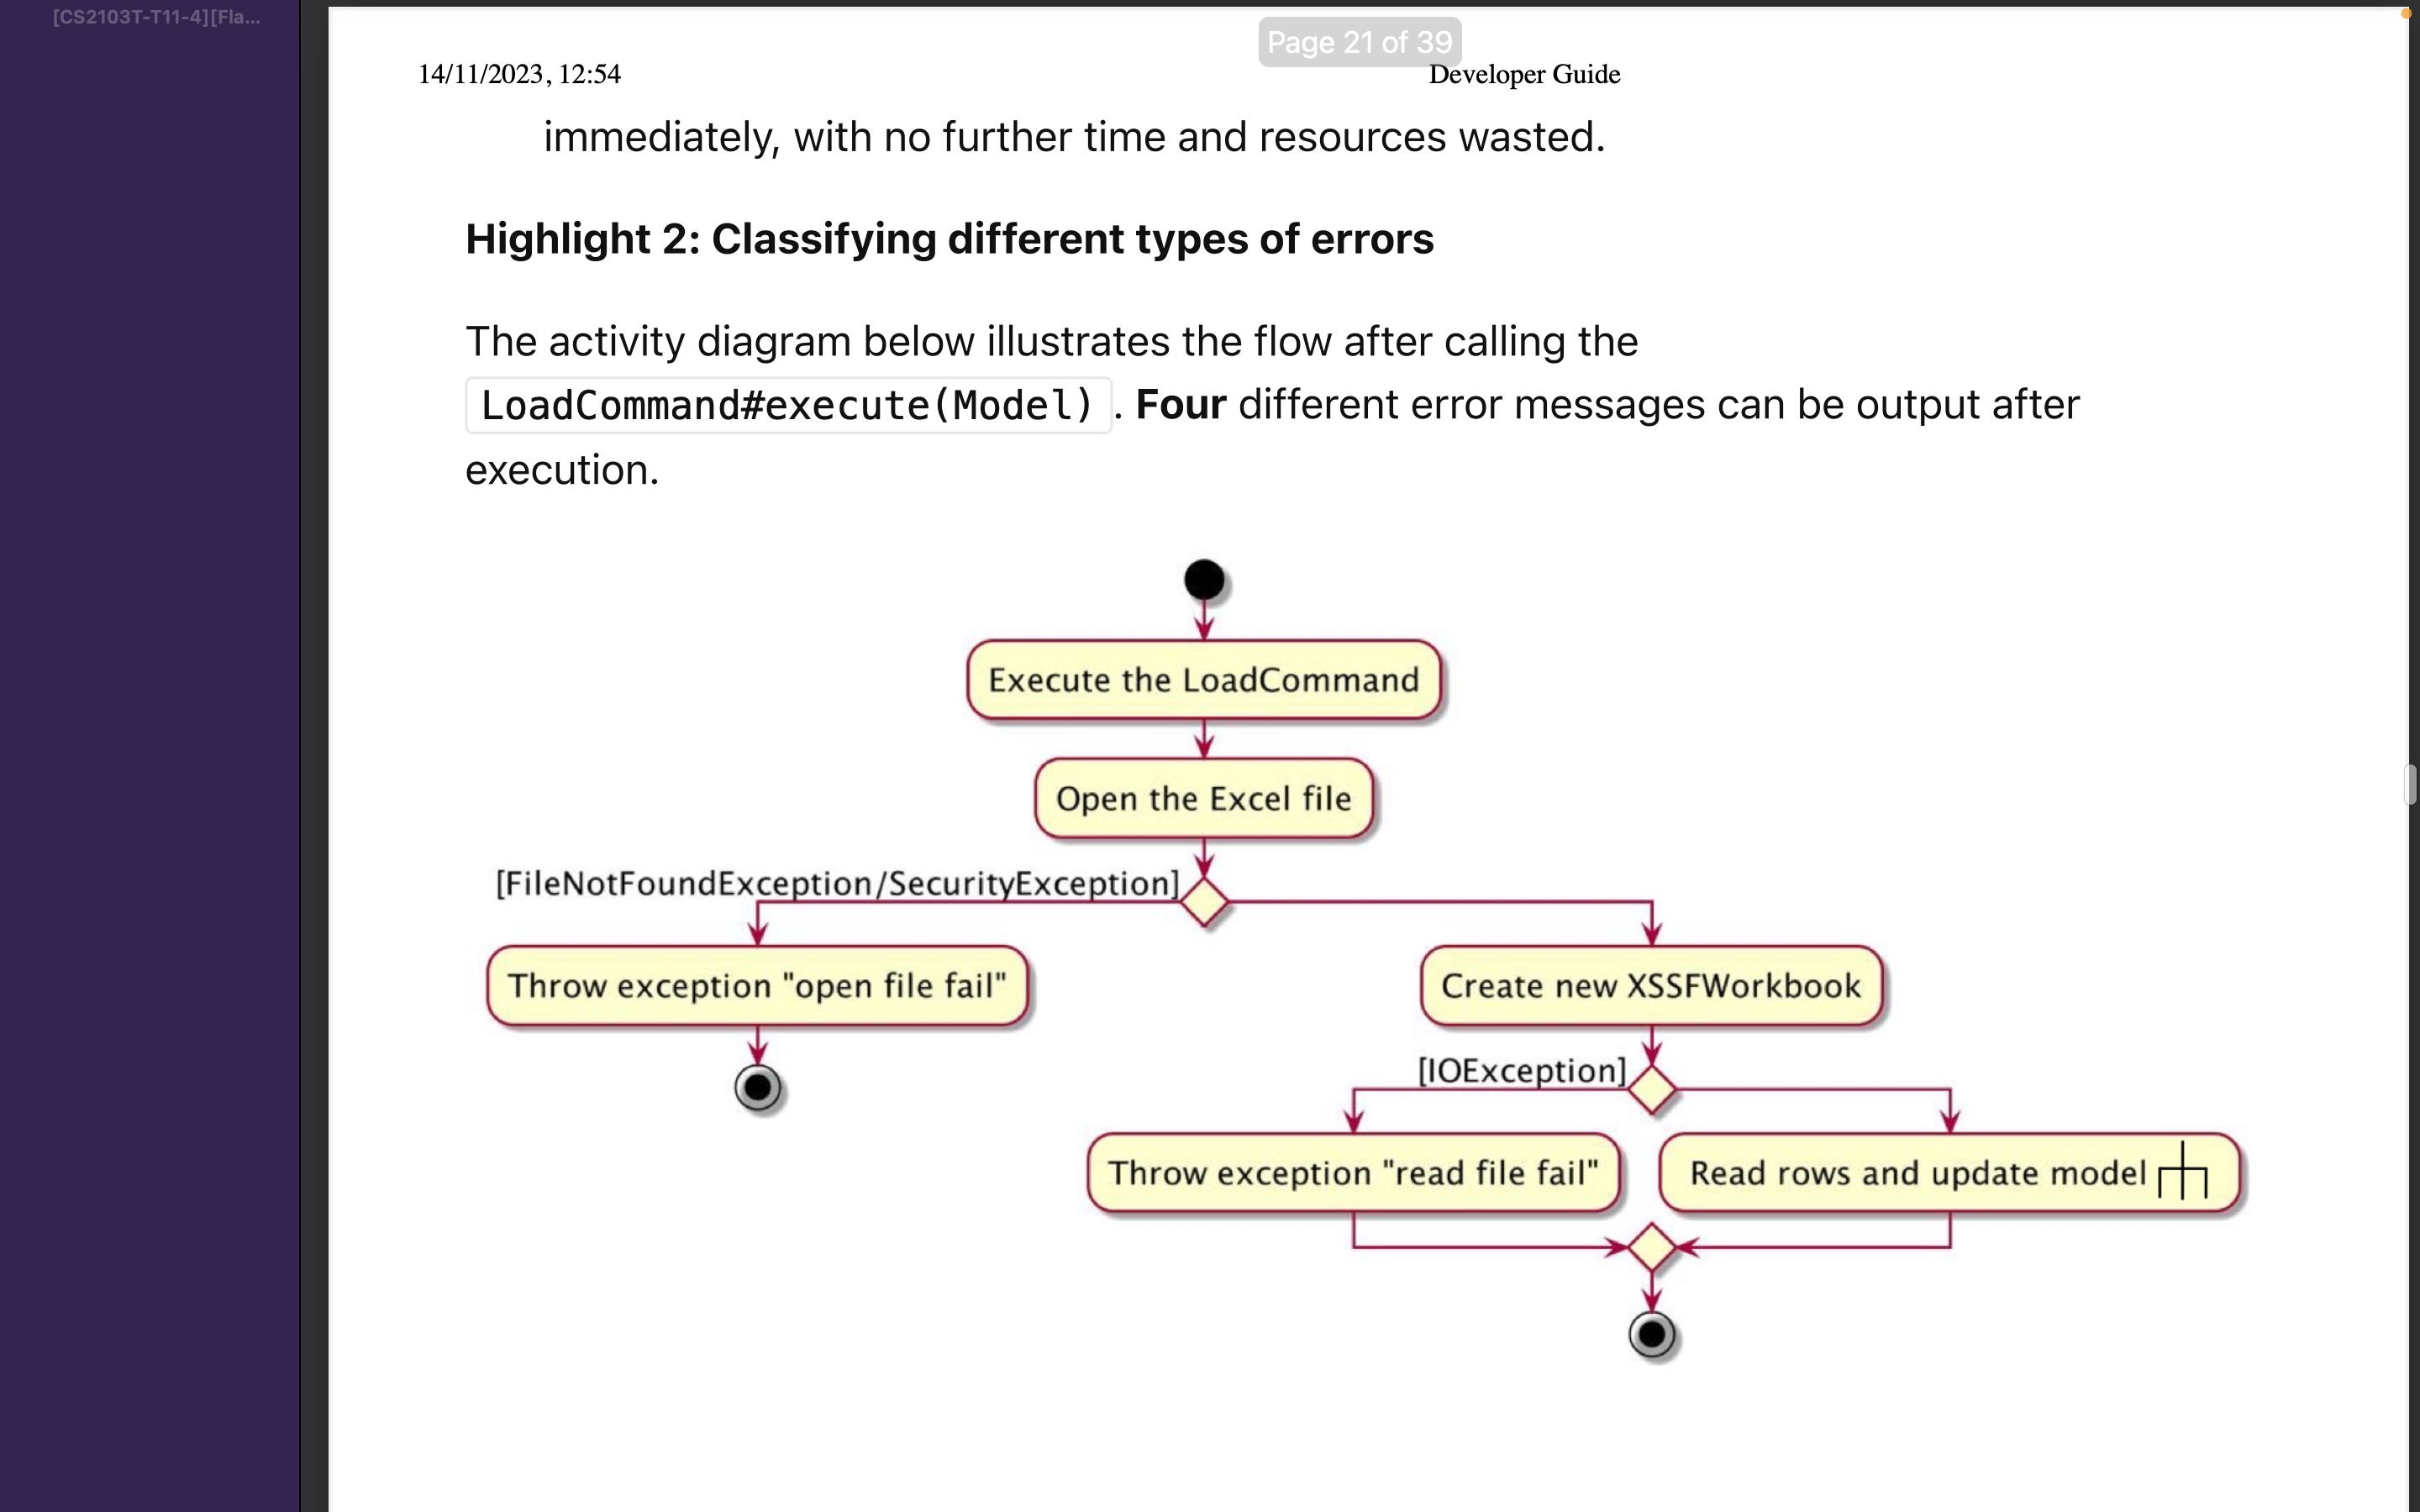 [CS2103T-T11-4][Fla...
Page 21 of 39
14/11/2023, 12:54
Developer Guide
immediately, with no further time and resources wasted.
Highlight 2: Classifying different types of errors
The activity diagram below illustrates the flow after calling the
LoadCommand#execute(Model) . Four different error messages can be output after
execution.
Execute the LoadCommand
Open the Excel file
[FileNotFoundException/SecurityException]
Throw exception "open file fail"
Create new XSSFWorkbook
[IOException]
Throw exception "read file fail"
Read rows and update model